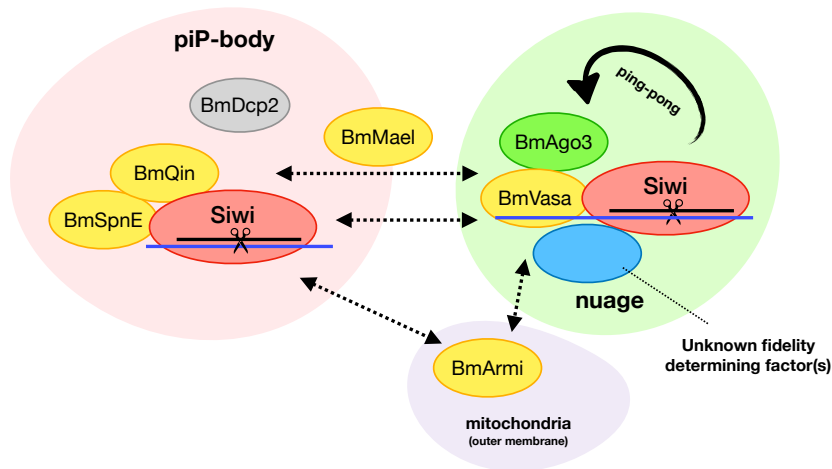 piP-body
BmDcp2
BmMael
BmQin
BmSpnE
Siwi
ping-pong
BmAgo3
BmVasa
Siwi
nuage
Unknown fidelity
determining factor(s)
BmArmi
mitochondria
(outer membrane)